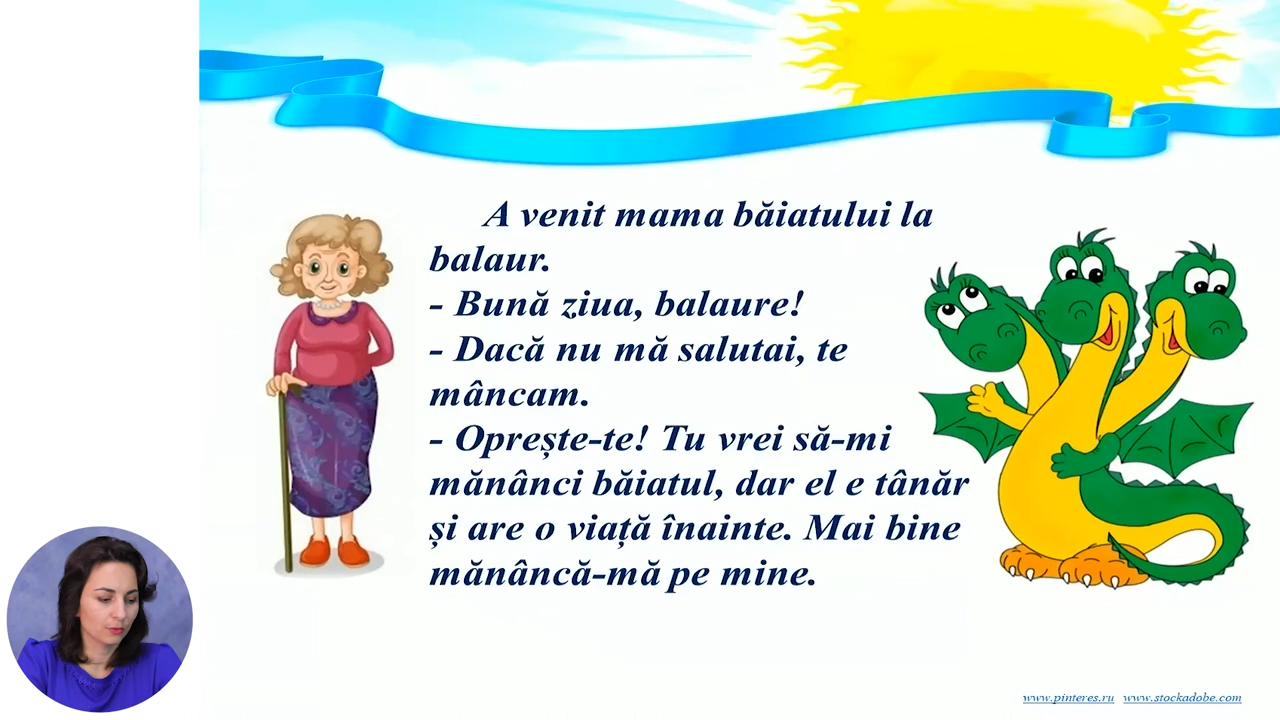 A venit mama băiatului la
balaur.
- Bună ziua, balaure!
- Dacă nu mă salutai, te
mâncam.
- Oprește-te! Tu vrei să-mi
mănânci băiatul, dar el e tânăr
și are o viață înainte. Mai bine
mănâncă-mă pe mine.
www.pinteres.ru www.stockadobe.com